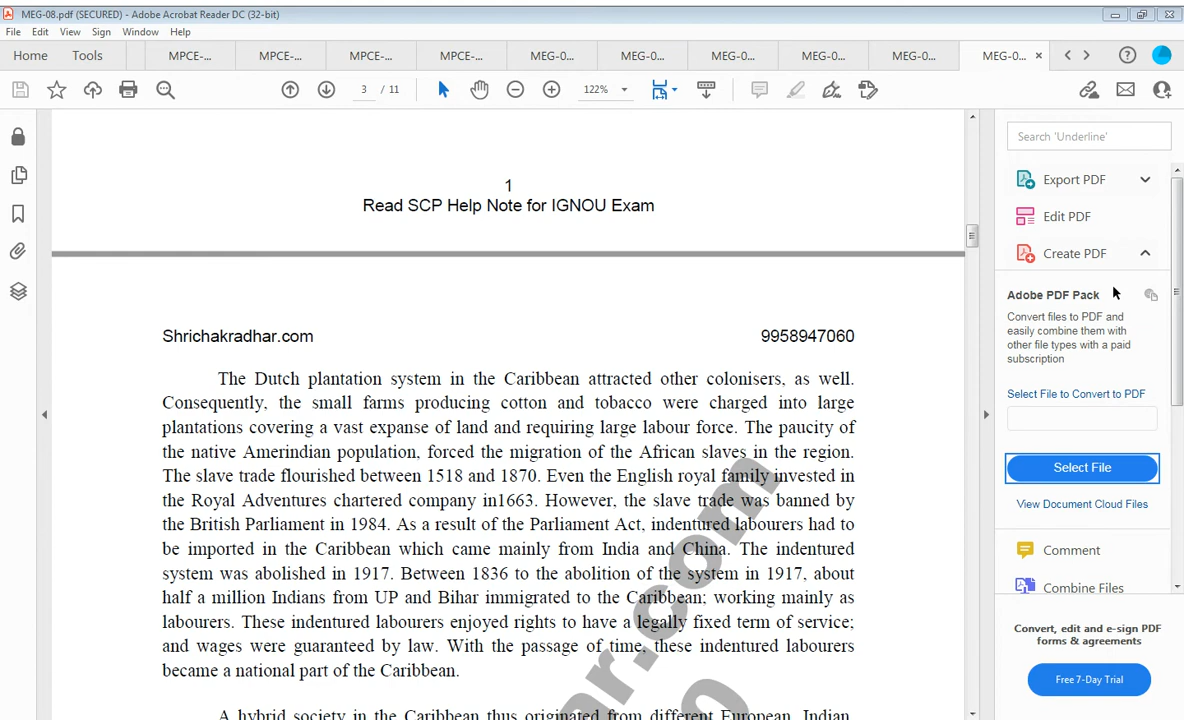 MEG-08.pdf (SECURED) - Adobe Acrobat Reader DC (32-bit)
File Edit View Sign Window Help
Home Tools MPCE-... MPCE-... MPCE-... MPCE-... MEG-0... MEG-0... MEG-0... MEG-0... MEG-0... MEG-0...
3 / 11 122%
Search 'Underline'
Export PDF
Edit PDF
Create PDF
Adobe PDF Pack
Convert files to PDF and
easily combine them with
other file types with a paid
subscription
Select File to Convert to PDF
Select File
View Document Cloud Files
Comment
Combine Files
Convert, edit and e-sign PDF
forms & agreements
Free 7-Day Trial
1
Read SCP Help Note for IGNOU Exam
Shrichakradhar.com 9958947060
The Dutch plantation system in the Caribbean attracted other colonisers, as well.
Consequently, the small farms producing cotton and tobacco were charged into large
plantations covering a vast expanse of land and requiring large labour force. The paucity of
the native Amerindian population, forced the migration of the African slaves in the region.
The slave trade flourished between 1518 and 1870. Even the English royal family invested in
the Royal Adventures chartered company in1663. However, the slave trade was banned by
the British Parliament in 1984. As a result of the Parliament Act, indentured labourers had to
be imported in the Caribbean which came mainly from India and China. The indentured
system was abolished in 1917. Between 1836 to the abolition of the system in 1917, about
half a million Indians from UP and Bihar immigrated to the Caribbean; working mainly as
labourers. These indentured labourers enjoyed rights to have a legally fixed term of service;
and wages were guaranteed by law. With the passage of time, these indentured labourers
became a national part of the Caribbean.
A hybrid society in the Caribbean thus originated from different European, Indian,
ar.com